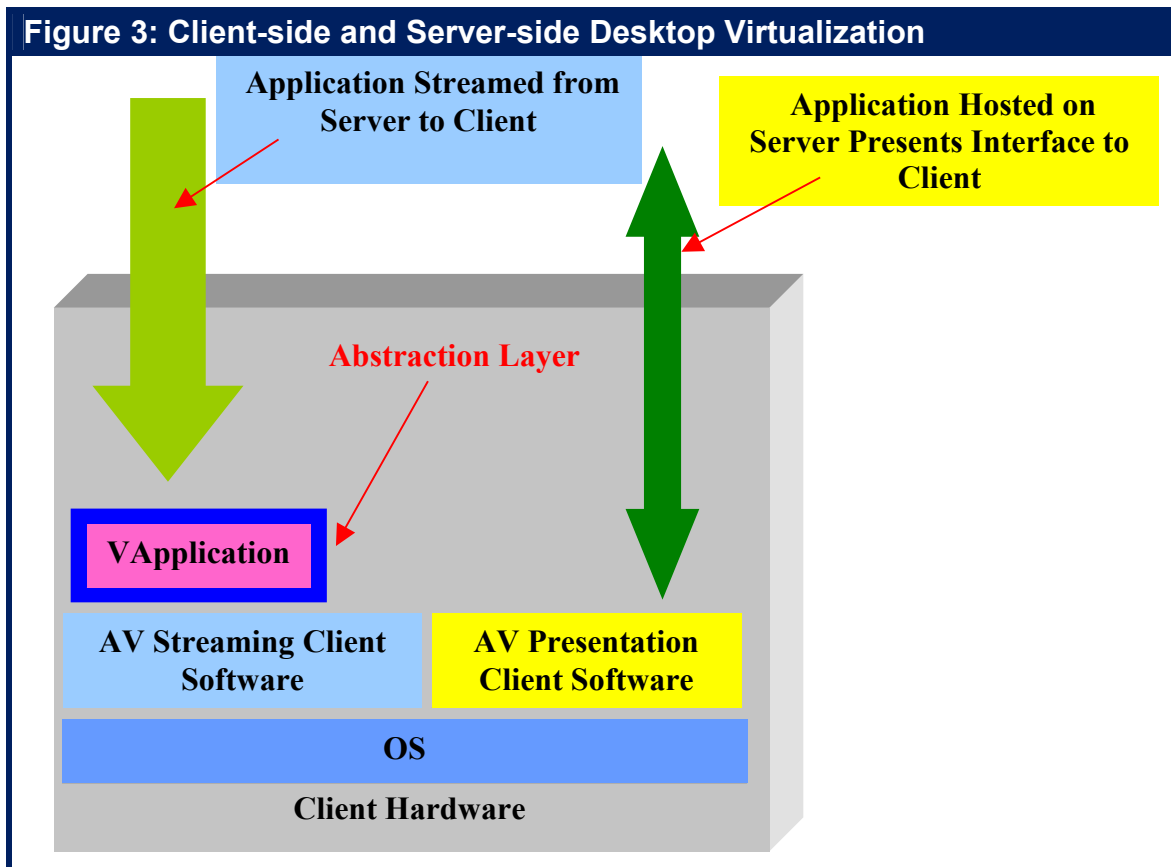 Figure 3: Client-side and Server-side Desktop Virtualization
Application Streamed from
Server to Client
Application Hosted on
Server Presents Interface to
Client
Abstraction Layer
VApplication
AV Streaming Client
Software
AV Presentation
Client Software
OS
Client Hardware